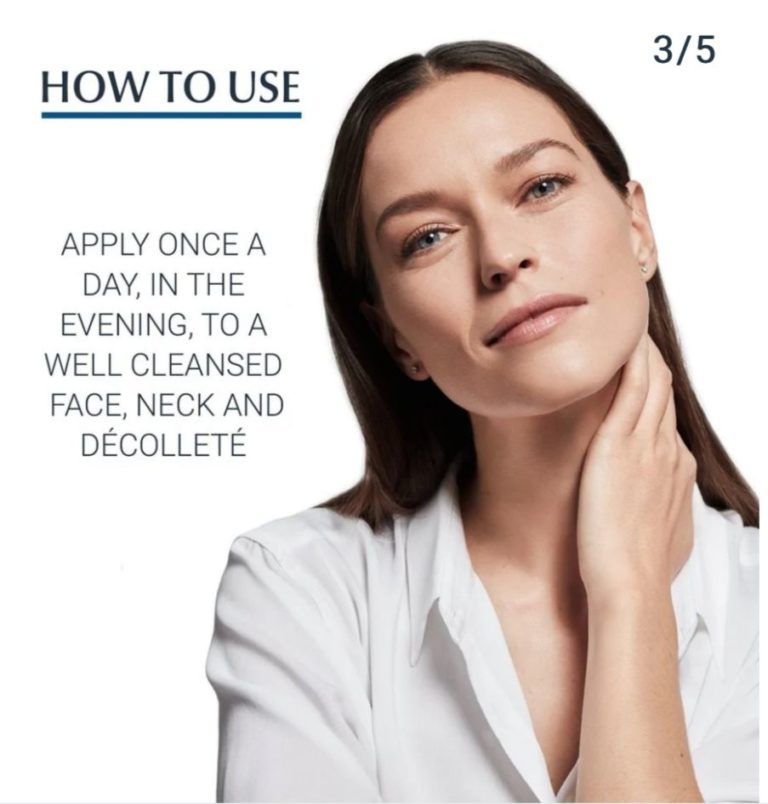 HOW TO USE
3/5
APPLY ONCE A
DAY, IN THE
EVENING, TO A
WELL CLEANSED
FACE, NECK AND
DÉCOLLETÉ